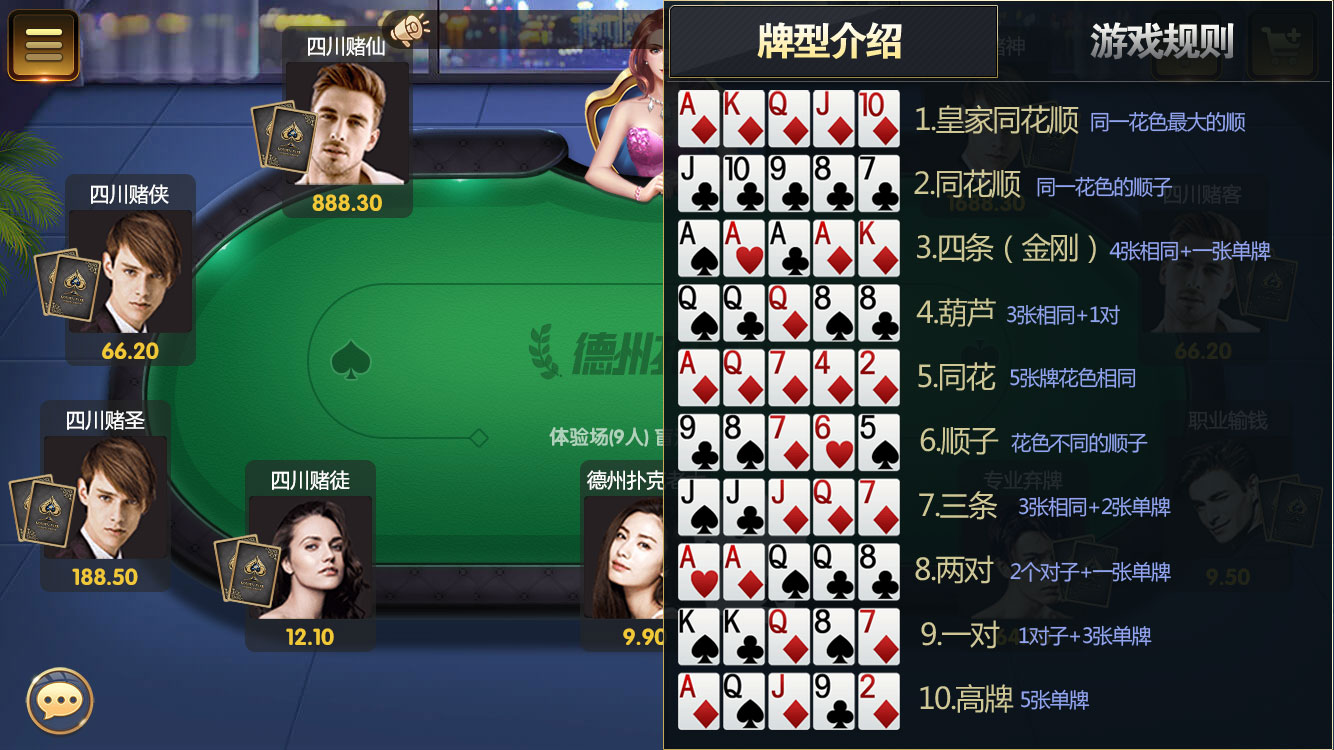 四川赌仙
888.30
四川赌侠
66.20
四川赌圣
188.50
四川赌徒
12.10
德州扑克
9.90
德州
体验场(9人)
牌型介绍
游戏规则
A K Q J 10
1.皇家同花顺 同一花色最大的顺
J 10 9 8 7
2.同花顺 同一花色的顺子
A A A A K
3.四条（金刚）4张相同+一张单牌
Q Q Q 8 8
4.葫芦 3张相同+1对
A Q 7 4 2
5.同花 5张牌花色相同
9 8 7 6 5
6.顺子 花色不同的顺子
J J J Q 7
7.三条 3张相同+2张单牌
A A Q Q 8
8.两对 2个对子+一张单牌
K K Q 8 7
9.一对 1对子+3张单牌
A Q J 9 2
10.高牌 5张单牌
赌神
1688.30
四川赌客
66.20
职业输钱
9.50
专业弃牌